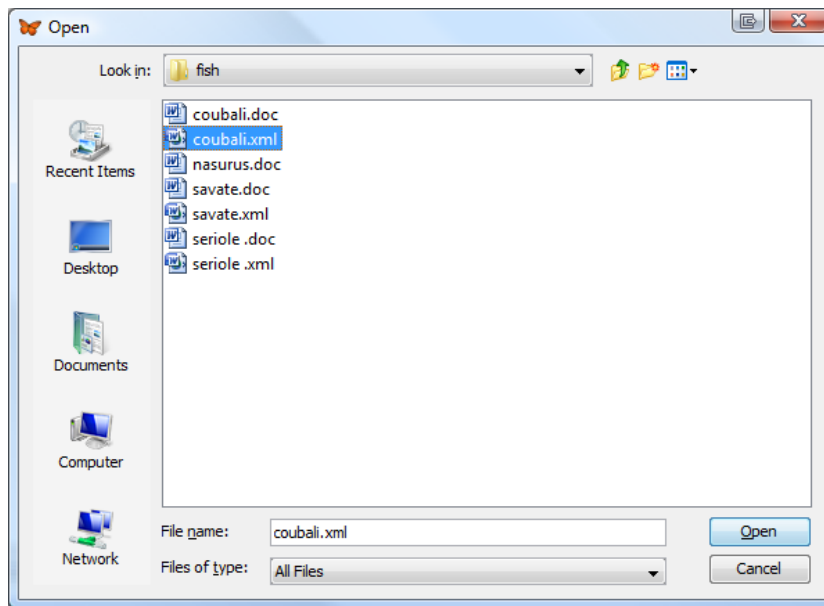 Open
Look in: fish
coubali.doc
coubali.xml
nasurus.doc
savate.doc
savate.xml
seriole .doc
seriole .xml
Recent Items
Desktop
Documents
Computer
Network
File name: coubali.xml Open
Files of type: All Files Cancel